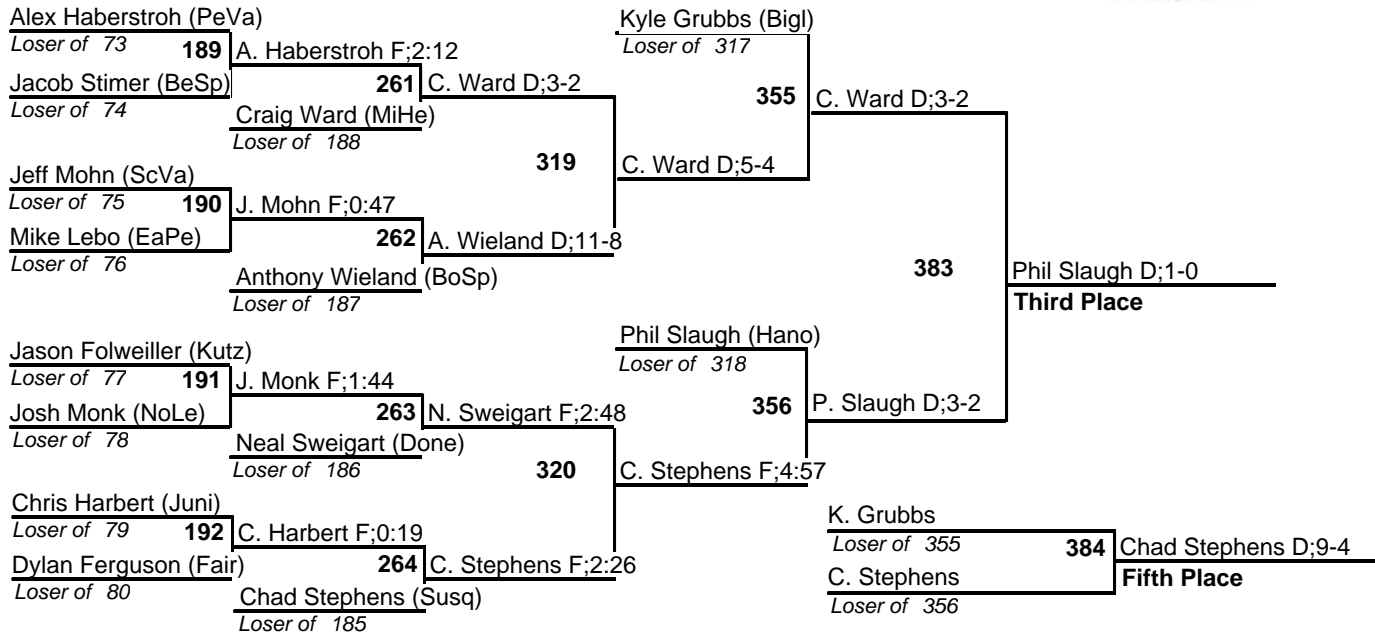 Alex Haberstroh (PeVa)
Loser of 73
189
A. Haberstroh F;2:12
Jacob Stimer (BeSp)
Loser of 74
261
C. Ward D;3-2
Craig Ward (MiHe)
Loser of 188
319
Jeff Mohn (ScVa)
Loser of 75
190
J. Mohn F;0:47
Mike Lebo (EaPe)
Loser of 76
262
A. Wieland D;11-8
Anthony Wieland (BoSp)
Loser of 187
Kyle Grubbs (Bigl)
Loser of 317
355
C. Ward D;3-2
C. Ward D;5-4
383
Phil Slaugh D;1-0
Third Place
Jason Folweiller (Kutz)
Loser of 77
191
J. Monk F;1:44
Josh Monk (NoLe)
Loser of 78
263
N. Sweigart F;2:48
Neal Sweigart (Done)
Loser of 186
320
Chris Harbert (Juni)
Loser of 79
192
C. Harbert F;0:19
Dylan Ferguson (Fair)
Loser of 80
264
C. Stephens F;2:26
Chad Stephens (Susq)
Loser of 185
Phil Slaugh (Hano)
Loser of 318
356
P. Slaugh D;3-2
C. Stephens F;4:57
K. Grubbs
Loser of 355
384
Chad Stephens D;9-4
C. Stephens
Fifth Place
Loser of 356